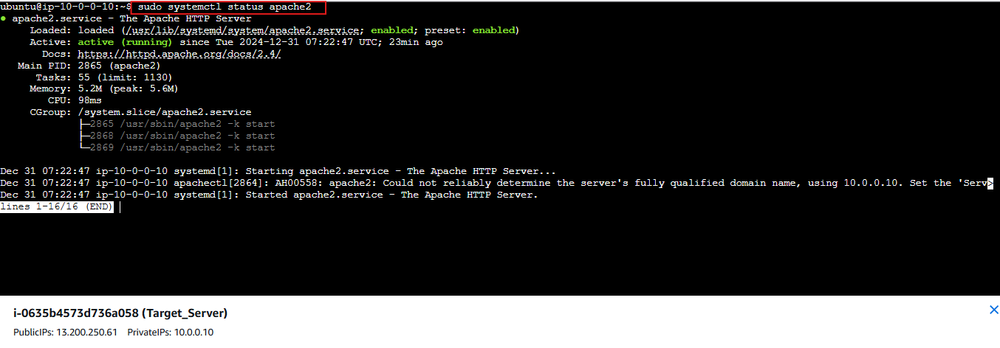 ubuntu@ip-10-0-0-10:~$ sudo systemctl status apache2
● apache2.service - The Apache HTTP Server
Loaded: loaded (/usr/lib/systemd/system/apache2.service; enabled; preset: enabled)
Active: active (running) since Tue 2024-12-31 07:22:47 UTC; 23min ago
Docs: https://httpd.apache.org/docs/2.4/
Main PID: 2865 (apache2)
Tasks: 55 (limit: 1130)
Memory: 5.2M (peak: 5.6M)
CPU: 98ms
CGroup: /system.slice/apache2.service
├─2865 /usr/sbin/apache2 -k start
├─2868 /usr/sbin/apache2 -k start
└─2869 /usr/sbin/apache2 -k start
Dec 31 07:22:47 ip-10-0-0-10 systemd[1]: Starting apache2.service - The Apache HTTP Server...
Dec 31 07:22:47 ip-10-0-0-10 apachectl[2864]: AH00558: apache2: Could not reliably determine the server's fully qualified domain name, using 10.0.0.10. Set the 'Serv>
Dec 31 07:22:47 ip-10-0-0-10 systemd[1]: Started apache2.service - The Apache HTTP Server.
lines 1-16/16 (END)
i-0635b4573d736a058 (Target_Server)
PublicIPs: 13.200.250.61 PrivateIPs: 10.0.0.10